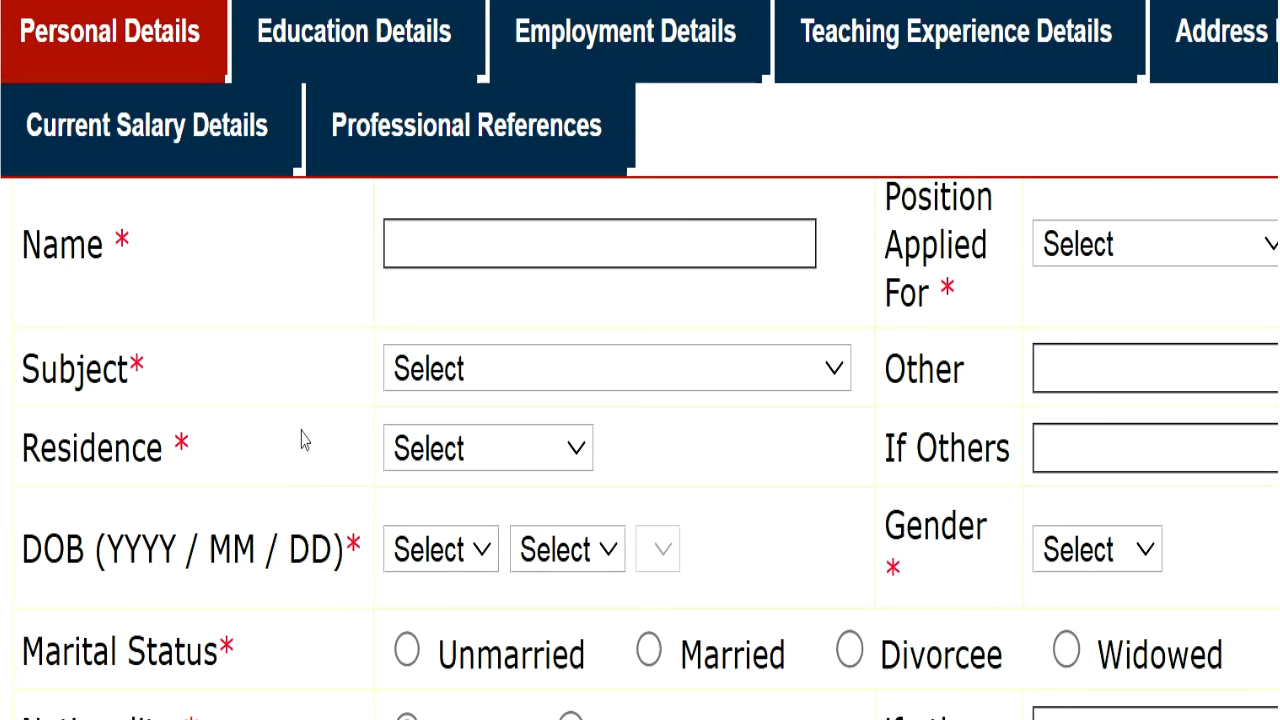 Personal Details Education Details Employment Details Teaching Experience Details Address
Current Salary Details Professional References
Name * Position Applied For * Select
Subject* Select Other
Residence * Select If Others
DOB (YYYY / MM / DD)* Select Select Gender * Select
Marital Status* Unmarried Married Divorcee Widowed